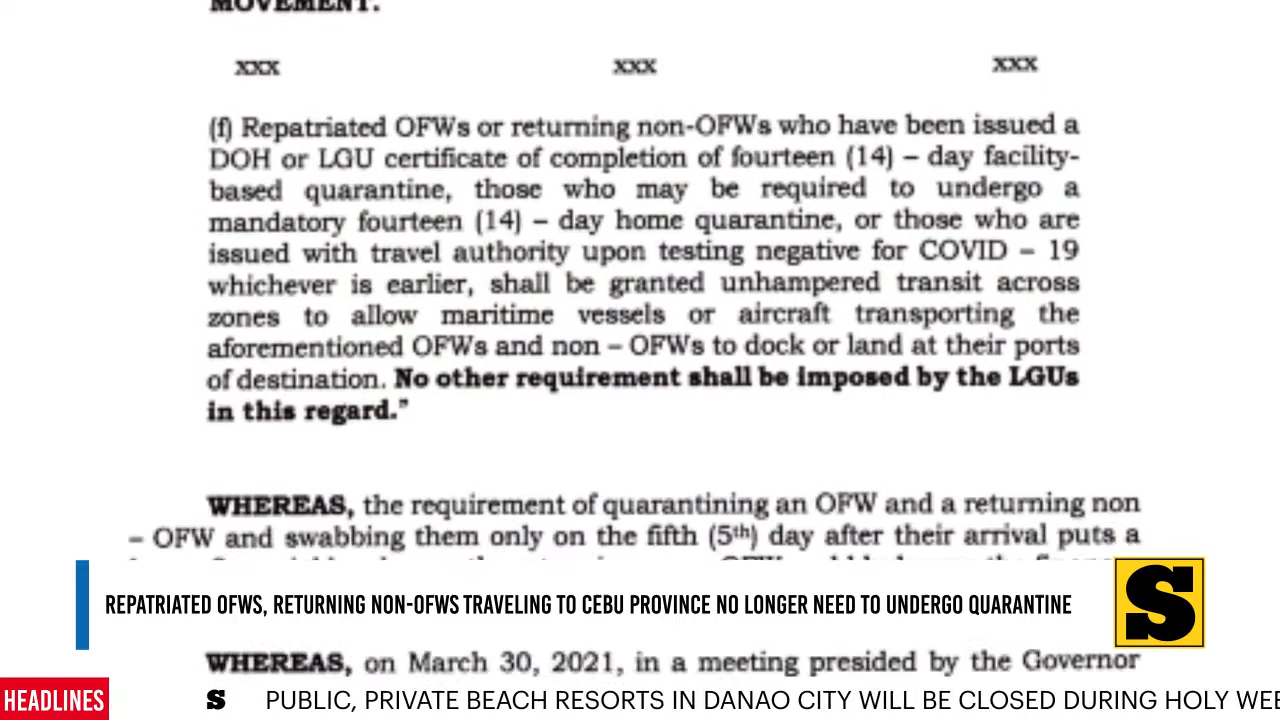 MOVEMENT.
xxx xxx xxx
(f) Repatriated OFWs or returning non-OFWs who have been issued a
DOH or LGU certificate of completion of fourteen (14) – day facility-
based quarantine, those who may be required to undergo a
mandatory fourteen (14) – day home quarantine, or those who are
issued with travel authority upon testing negative for COVID – 19
whichever is earlier, shall be granted unhampered transit across
zones to allow maritime vessels or aircraft transporting the
aforementioned OFWs and non – OFWs to dock or land at their ports
of destination. No other requirement shall be imposed by the LGUs
in this regard.”
WHEREAS, the requirement of quarantining an OFW and a returning non
– OFW and swabbing them only on the fifth (5th) day after their arrival puts a
REPATRIATED OFWS, RETURNING NON-OFWS TRAVELING TO CEBU PROVINCE NO LONGER NEED TO UNDERGO QUARANTINE
S
WHEREAS, on March 30, 2021, in a meeting presided by the Governor
HEADLINES S PUBLIC, PRIVATE BEACH RESORTS IN DANAO CITY WILL BE CLOSED DURING HOLY WEE